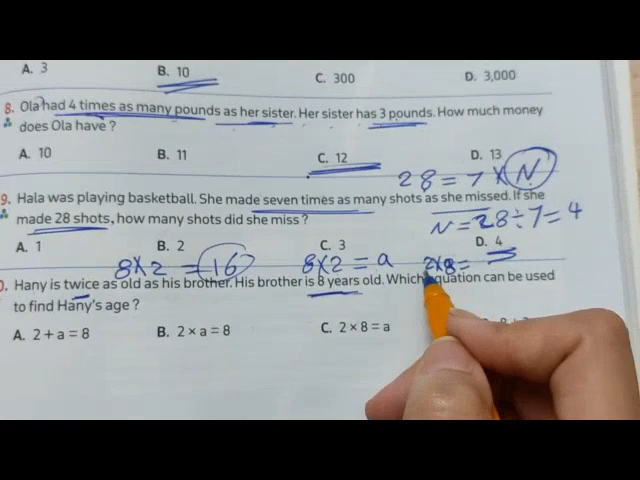 A. 3 B. 10 C. 300 D. 3,000
8. Ola had 4 times as many pounds as her sister. Her sister has 3 pounds. How much money
does Ola have ?
A. 10 B. 11 C. 12 D. 13
28 = 7 × N
9. Hala was playing basketball. She made seven times as many shots as she missed. If she
made 28 shots, how many shots did she miss ?
N = 28 ÷ 7 = 4
A. 1 B. 2 C. 3 D. 4
8×2 = 16 8×2 = a 2×8=
0. Hany is twice as old as his brother. His brother is 8 years old. Which equation can be used
to find Hany's age ?
A. 2 + a = 8 B. 2 × a = 8 C. 2 × 8 = a